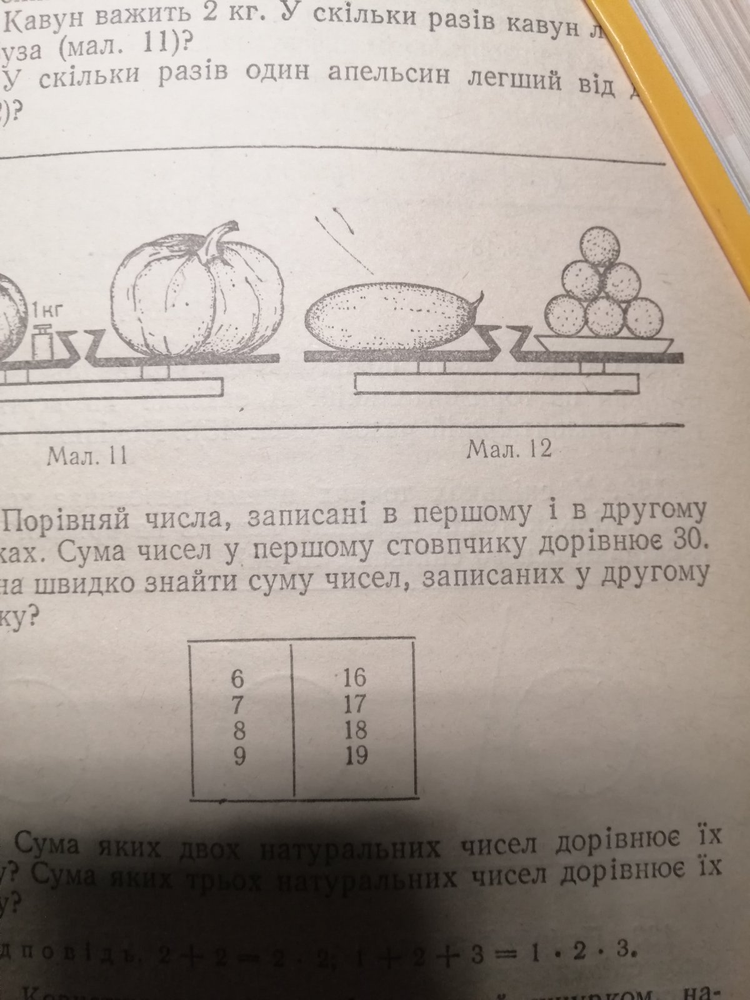 Кавун важить 2 кг. У скільки разів кавун л
уза (мал. 11)?
У скільки разів один апельсин легший від д
)?
1кг
Мал. 11
Мал. 12
Порівняй числа, записані в першому і в другому
ках. Сума чисел у першому стовпчику дорівнює 30.
на швидко знайти суму чисел, записаних у другому
ку?
6 16
7 17
8 18
9 19
Сума яких двох натуральних чисел дорівнює їх
у? Сума яких трьох натуральних чисел дорівнює їх
у?
дповідь. 2 + 2 = 2 · 2; 1 + 2 + 3 = 1 · 2 · 3.
на-